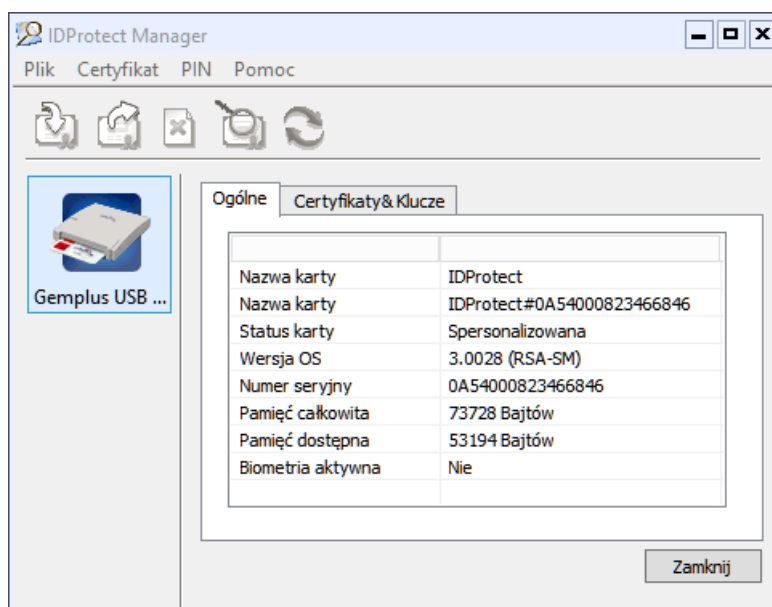 IDProtect Manager
Plik Certyfikat PIN Pomoc
Gemplus USB ...
Ogólne Certyfikaty& Klucze
Nazwa karty IDProtect
Nazwa karty IDProtect#0A54000823466846
Status karty Spersonalizowana
Wersja OS 3.0028 (RSA-SM)
Numer seryjny 0A54000823466846
Pamięć całkowita 73728 Bajtów
Pamięć dostępna 53194 Bajtów
Biometria aktywna Nie
Zamknij